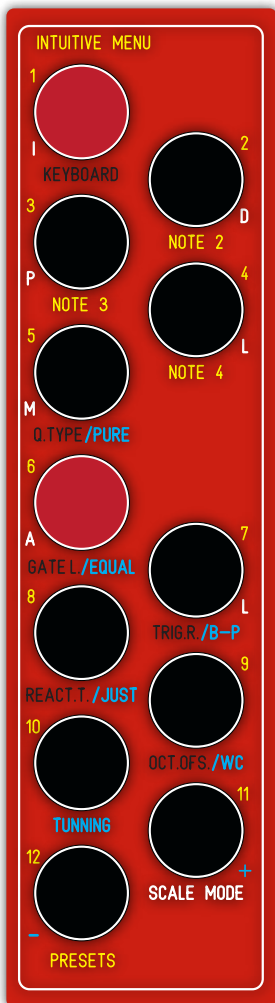 INTUITIVE MENU
1
I
KEYBOARD
2
D
NOTE 2
3
P
NOTE 3
4
L
NOTE 4
5
M
Q.TYPE/PURE
6
A
GATE L./EQUAL
7
L
TRIG.R./B-P
8
REACT.T./JUST
9
OCT.OFS./WC
10
TUNNING
11
+
SCALE MODE
12
-
PRESETS